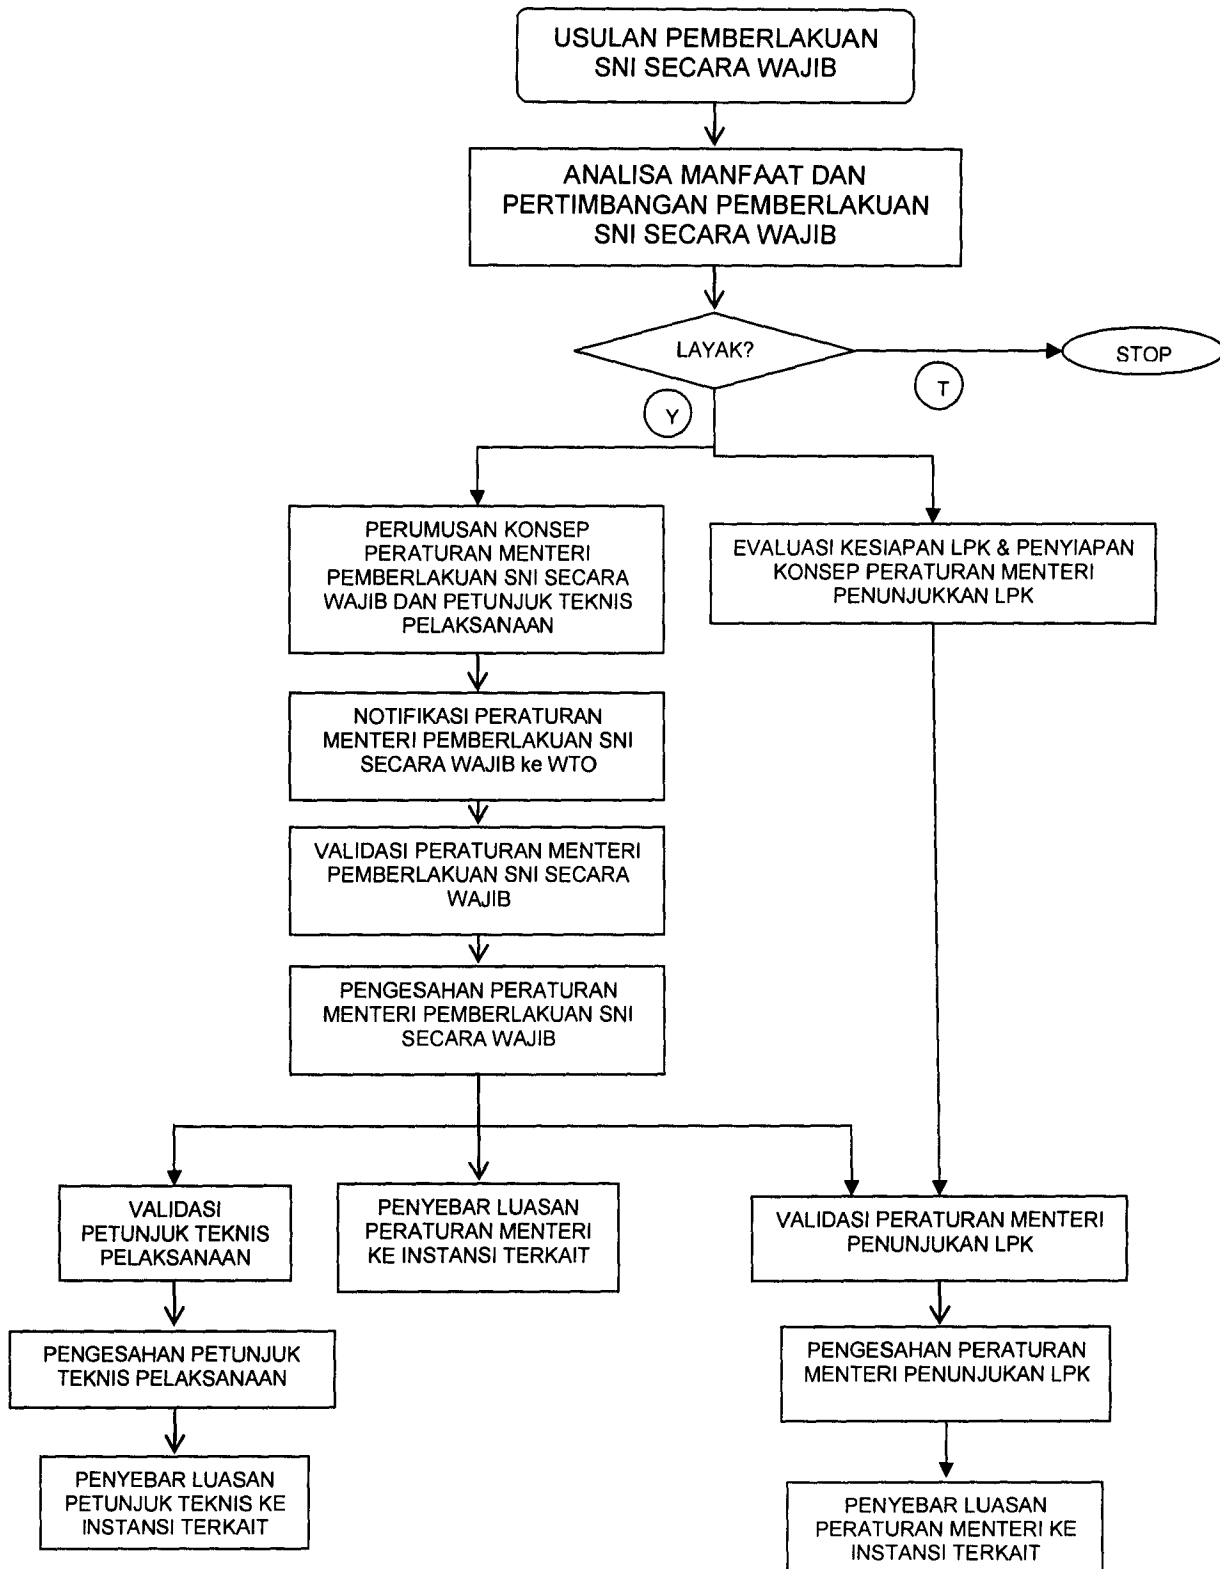 USULAN PEMBERLAKUAN
SNI SECARA WAJIB
ANALISA MANFAAT DAN
PERTIMBANGAN PEMBERLAKUAN
SNI SECARA WAJIB
LAYAK?
STOP
T
Y
PERUMUSAN KONSEP
PERATURAN MENTERI
PEMBERLAKUAN SNI SECARA
WAJIB DAN PETUNJUK TEKNIS
PELAKSANAAN
EVALUASI KESIAPAN LPK & PENYIAPAN
KONSEP PERATURAN MENTERI
PENUNJUKKAN LPK
NOTIFIKASI PERATURAN
MENTERI PEMBERLAKUAN SNI
SECARA WAJIB ke WTO
VALIDASI PERATURAN MENTERI
PEMBERLAKUAN SNI SECARA
WAJIB
PENGESAHAN PERATURAN
MENTERI PEMBERLAKUAN SNI
SECARA WAJIB
VALIDASI
PETUNJUK TEKNIS
PELAKSANAAN
PENYEBAR LUASAN
PERATURAN MENTERI
KE INSTANSI TERKAIT
VALIDASI PERATURAN MENTERI
PENUNJUKAN LPK
PENGESAHAN PETUNJUK
TEKNIS PELAKSANAAN
PENGESAHAN PERATURAN
MENTERI PENUNJUKAN LPK
PENYEBAR LUASAN
PETUNJUK TEKNIS KE
INSTANSI TERKAIT
PENYEBAR LUASAN
PERATURAN MENTERI KE
INSTANSI TERKAIT